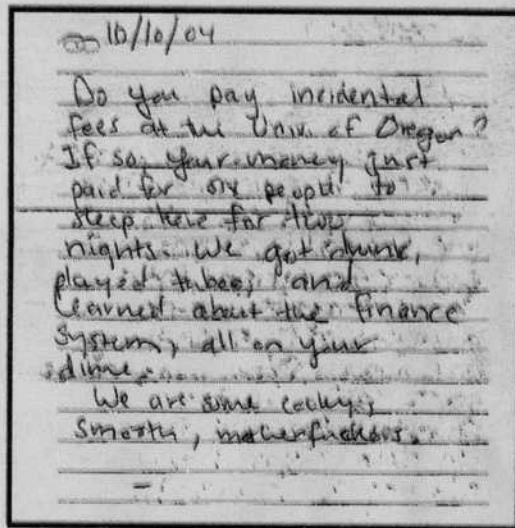 10/10/04
Do you pay incidental
fees at the Univ. of Oregon?
If so, your money just
paid for six people to
sleep here for two
nights. We got drunk,
played tubes, and
learned about the finance
system, all on your
dime.
We are some cocky,
smarty, motherfuckers.